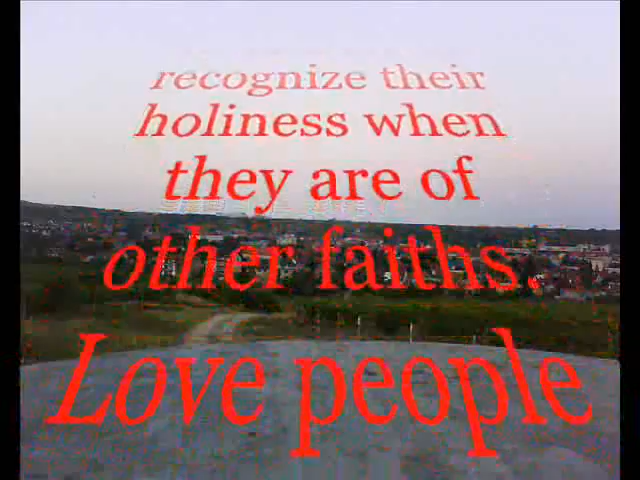 recognize their
holiness when
they are of
other faiths.
Love people